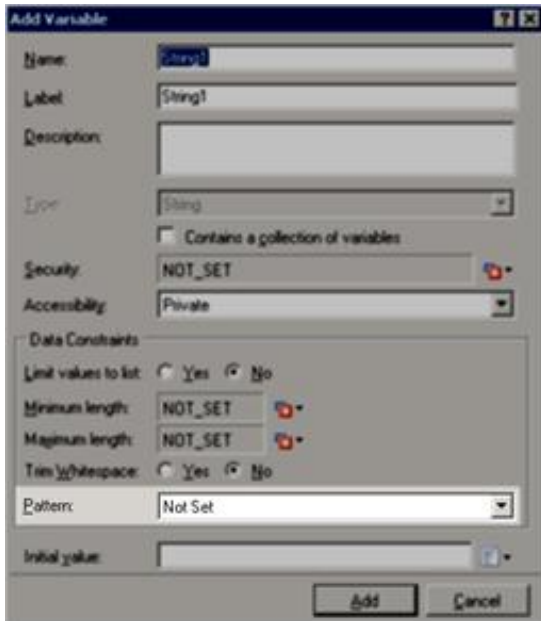 Add Variable
Name: String1
Label: String1
Description:
Type: String
Contains a collection of variables
Security: NOT_SET
Accessibility: Private
Data Constraints
Limit values to list: Yes No
Minimum length: NOT_SET
Maximum length: NOT_SET
Trim Whitespace: Yes No
Pattern: Not Set
Initial value:
Add Cancel